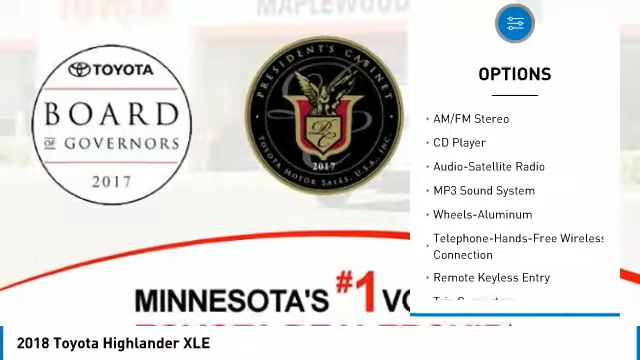 MAPLEWOOD
TOYOTA
BOARD
OF GOVERNORS
2017
PRESIDENT'S CABINET
2017
TOYOTA MOTOR SALES, U.S.A., INC.
OPTIONS
AM/FM Stereo
CD Player
Audio-Satellite Radio
MP3 Sound System
Wheels-Aluminum
Telephone-Hands-Free Wireless
Connection
Remote Keyless Entry
MINNESOTA'S #1
2018 Toyota Highlander XLE